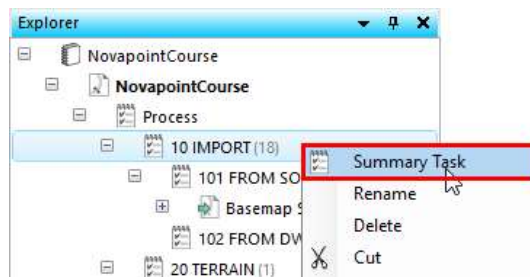 Explorer
NovapointCourse
NovapointCourse
Process
10 IMPORT (18)
Summary Task
101 FROM SO
Rename
Basemap S
Delete
102 FROM DW
Cut
20 TERRAIN (1)